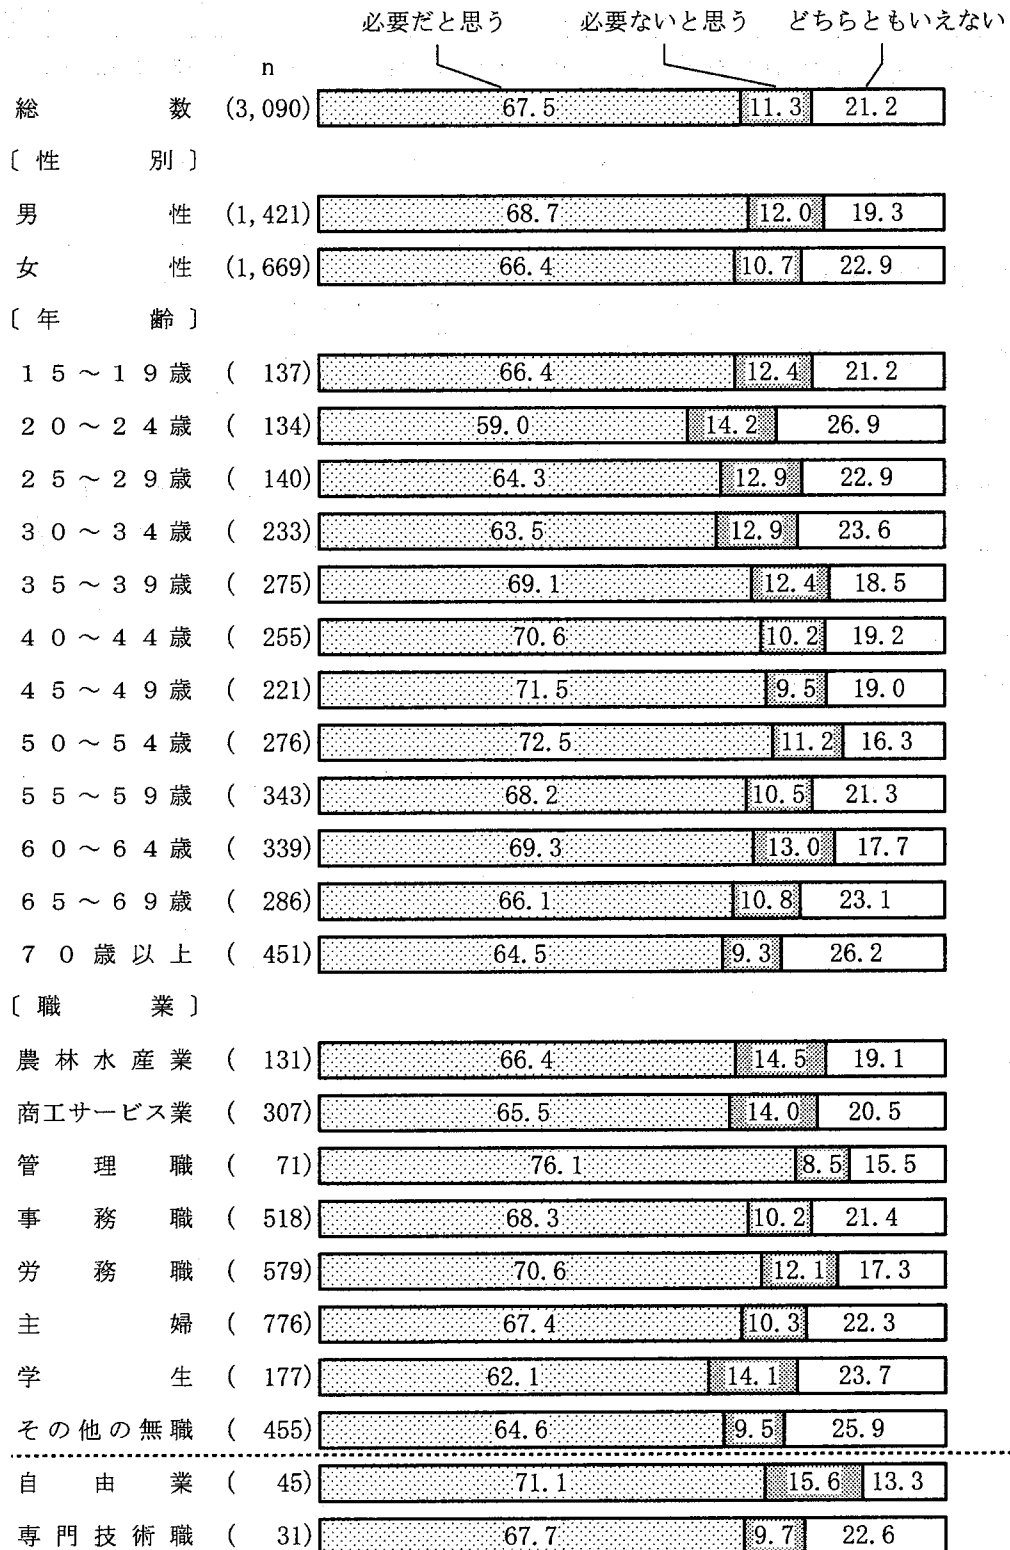 必要だと思う 必要ないと思う どちらともいえない
n
総数 (3,090) 67.5 11.3 21.2
〔性別〕
男性 (1,421) 68.7 12.0 19.3
女性 (1,669) 66.4 10.7 22.9
〔年齢〕
15～19歳 ( 137) 66.4 12.4 21.2
20～24歳 ( 134) 59.0 14.2 26.9
25～29歳 ( 140) 64.3 12.9 22.9
30～34歳 ( 233) 63.5 12.9 23.6
35～39歳 ( 275) 69.1 12.4 18.5
40～44歳 ( 255) 70.6 10.2 19.2
45～49歳 ( 221) 71.5 9.5 19.0
50～54歳 ( 276) 72.5 11.2 16.3
55～59歳 ( 343) 68.2 10.5 21.3
60～64歳 ( 339) 69.3 13.0 17.7
65～69歳 ( 286) 66.1 10.8 23.1
70歳以上 ( 451) 64.5 9.3 26.2
〔職業〕
農林水産業 ( 131) 66.4 14.5 19.1
商工サービス業 ( 307) 65.5 14.0 20.5
管理職 ( 71) 76.1 8.5 15.5
事務職 ( 518) 68.3 10.2 21.4
労務職 ( 579) 70.6 12.1 17.3
主婦 ( 776) 67.4 10.3 22.3
学生 ( 177) 62.1 14.1 23.7
その他の無職 ( 455) 64.6 9.5 25.9
自由業 ( 45) 71.1 15.6 13.3
専門技術職 ( 31) 67.7 9.7 22.6